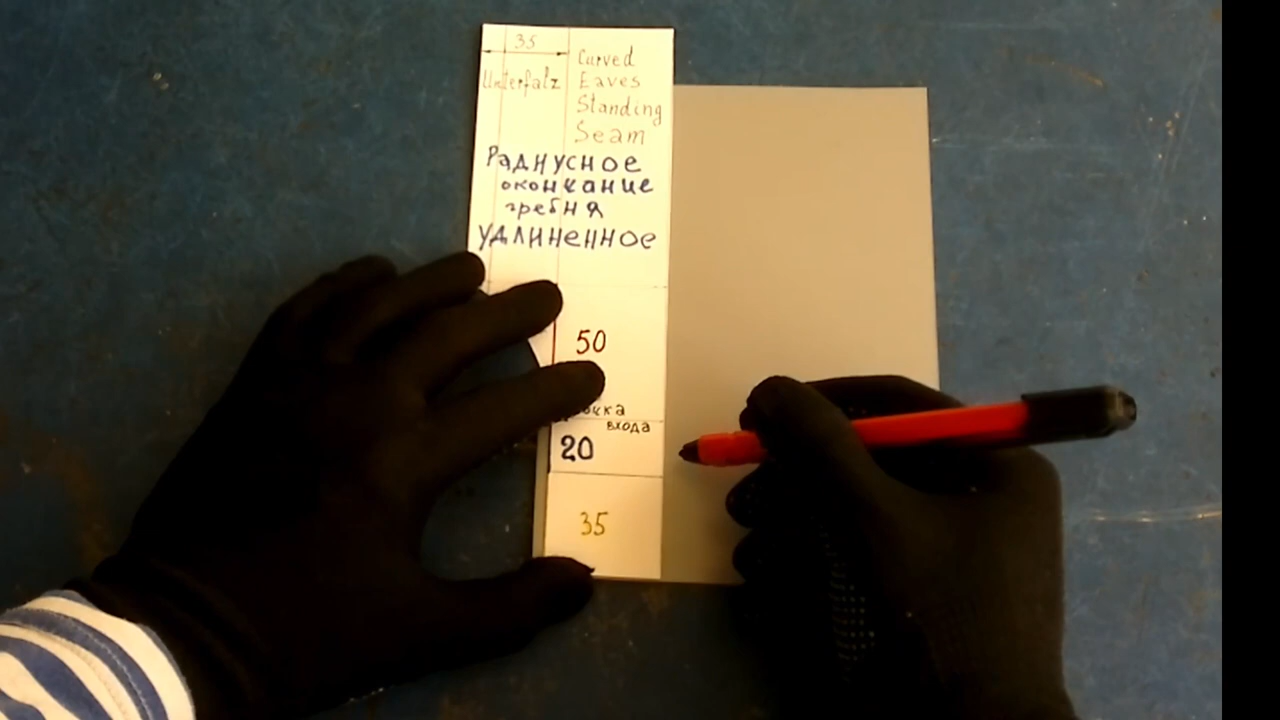 35
Curved
Unterfalz Eaves
Standing
Seam
Радиусное
окончание
гребня
удлиненное
50
входа
20
35